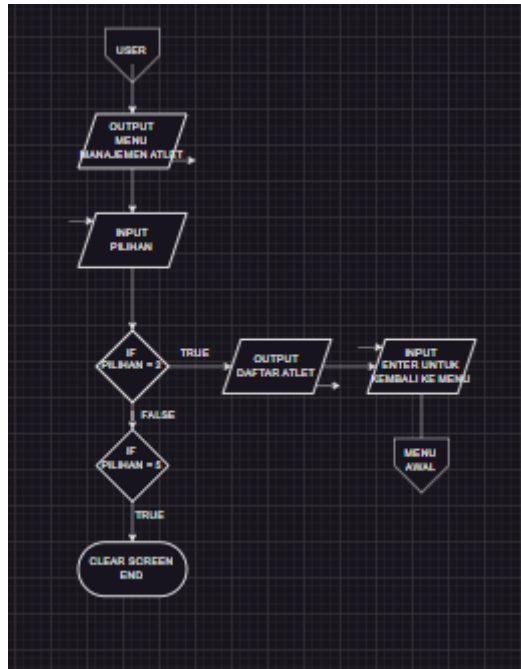 USER
OUTPUT
MENU
MANAJEMEN ATLET
INPUT
PILIHAN
IF
PILIHAN = 2
TRUE
OUTPUT
DAFTAR ATLET
INPUT
ENTER UNTUK
KEMBALI KE MENU
FALSE
MENU
AWAL
IF
PILIHAN = 5
TRUE
CLEAR SCREEN
END